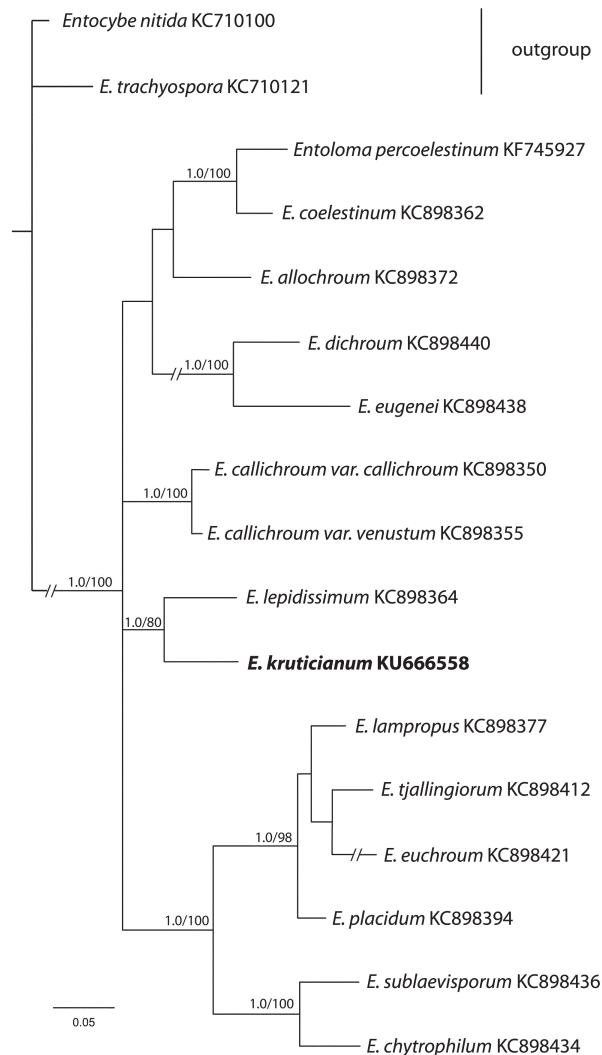 Entocybe nitida KC710100
outgroup
E. trachyospora KC710121
Entoloma percoelestinum KF745927
1.0/100
E. coelestinum KC898362
E. allochroum KC898372
E. dichroum KC898440
1.0/100
E. eugenei KC898438
E. callichroum var. callichroum KC898350
1.0/100
E. callichroum var. venustum KC898355
1.0/100
E. lepidissimum KC898364
1.0/80
E. kruticianum KU666558
E. lampropus KC898377
E. tjallingiorum KC898412
1.0/98
E. euchroum KC898421
E. placidum KC898394
1.0/100
E. sublaevisporum KC898436
1.0/100
0.05
E. chytrophilum KC898434